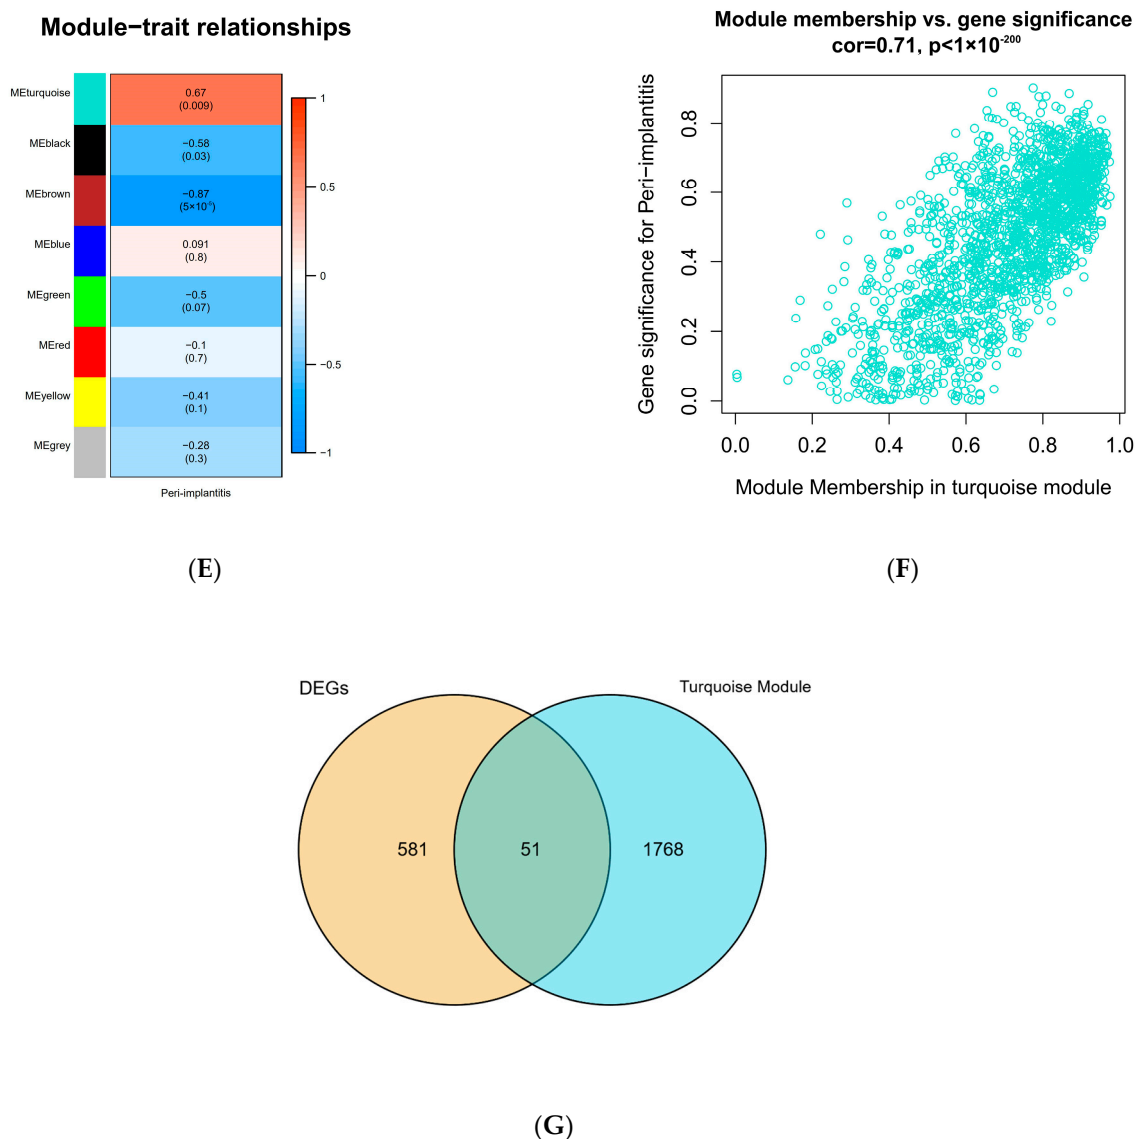 Module−trait relationships
MEturquoise
0.67
(0.009)
MEblack
−0.58
(0.03)
MEbrown
−0.87
MEblue
0.091
(0.8)
MEgreen
−0.5
(0.07)
MEred
−0.1
(0.7)
MEyellow
−0.41
(0.1)
MEgrey
−0.28
(0.3)
Peri-implantitis
1
0.5
0
−0.5
−1
(E)
Module membership vs. gene significance
cor=0.71, p<1×10⁻²⁰⁰
Gene significance for Peri−implantitis
0.8
0.6
0.4
0.2
0.0
0.0 0.2 0.4 0.6 0.8 1.0
Module Membership in turquoise module
(F)
DEGs
Turquoise Module
581
51
1768
(G)